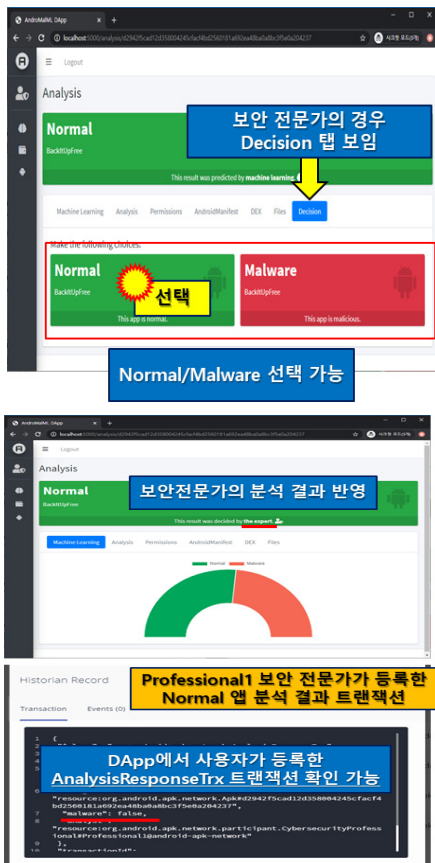 AndroMalML DApp
localhost:5000/analysis/d2942f5cad12d358004245cfacf4bd2560181a692ea48ba0a8bc3f5e0a204237
Logout
Analysis
Normal
BackItUpFree
This result was predicted by machine learning.
보안 전문가의 경우
Decision 탭 보임
Machine Learning Analysis Permissions AndroidManifest DEX Files Decision
Make the following choices.
Normal
BackItUpFree
This app is normal.
선택
Malware
BackItUpFree
This app is malicious.
Normal/Malware 선택 가능
AndroMalML DApp
Logout
Analysis
Normal
BackItUpFree
보안전문가의 분석 결과 반영
This result was decided by the expert.
Machine Learning Analysis Permissions AndroidManifest DEX Files
Normal Malware
Historian Record
Professional1 보안 전문가가 등록한
Normal 앱 분석 결과 트랜잭션
Transaction Events (0)
1 {
2
3
DApp에서 사용자가 등록한
AnalysisResponseTrx 트랜잭션 확인 가능
"resource:org.android.apk.network.Apk#d2942f5cad12d358004245cfacf4
bd2560181a692ea48ba0a8bc3f5e0a204237",
7 "malware": false,
8
"resource:org.android.apk.network.participant.CybersecurityProfess
ional#Professional1@android-apk-network"
9 },
10 "transactionId":